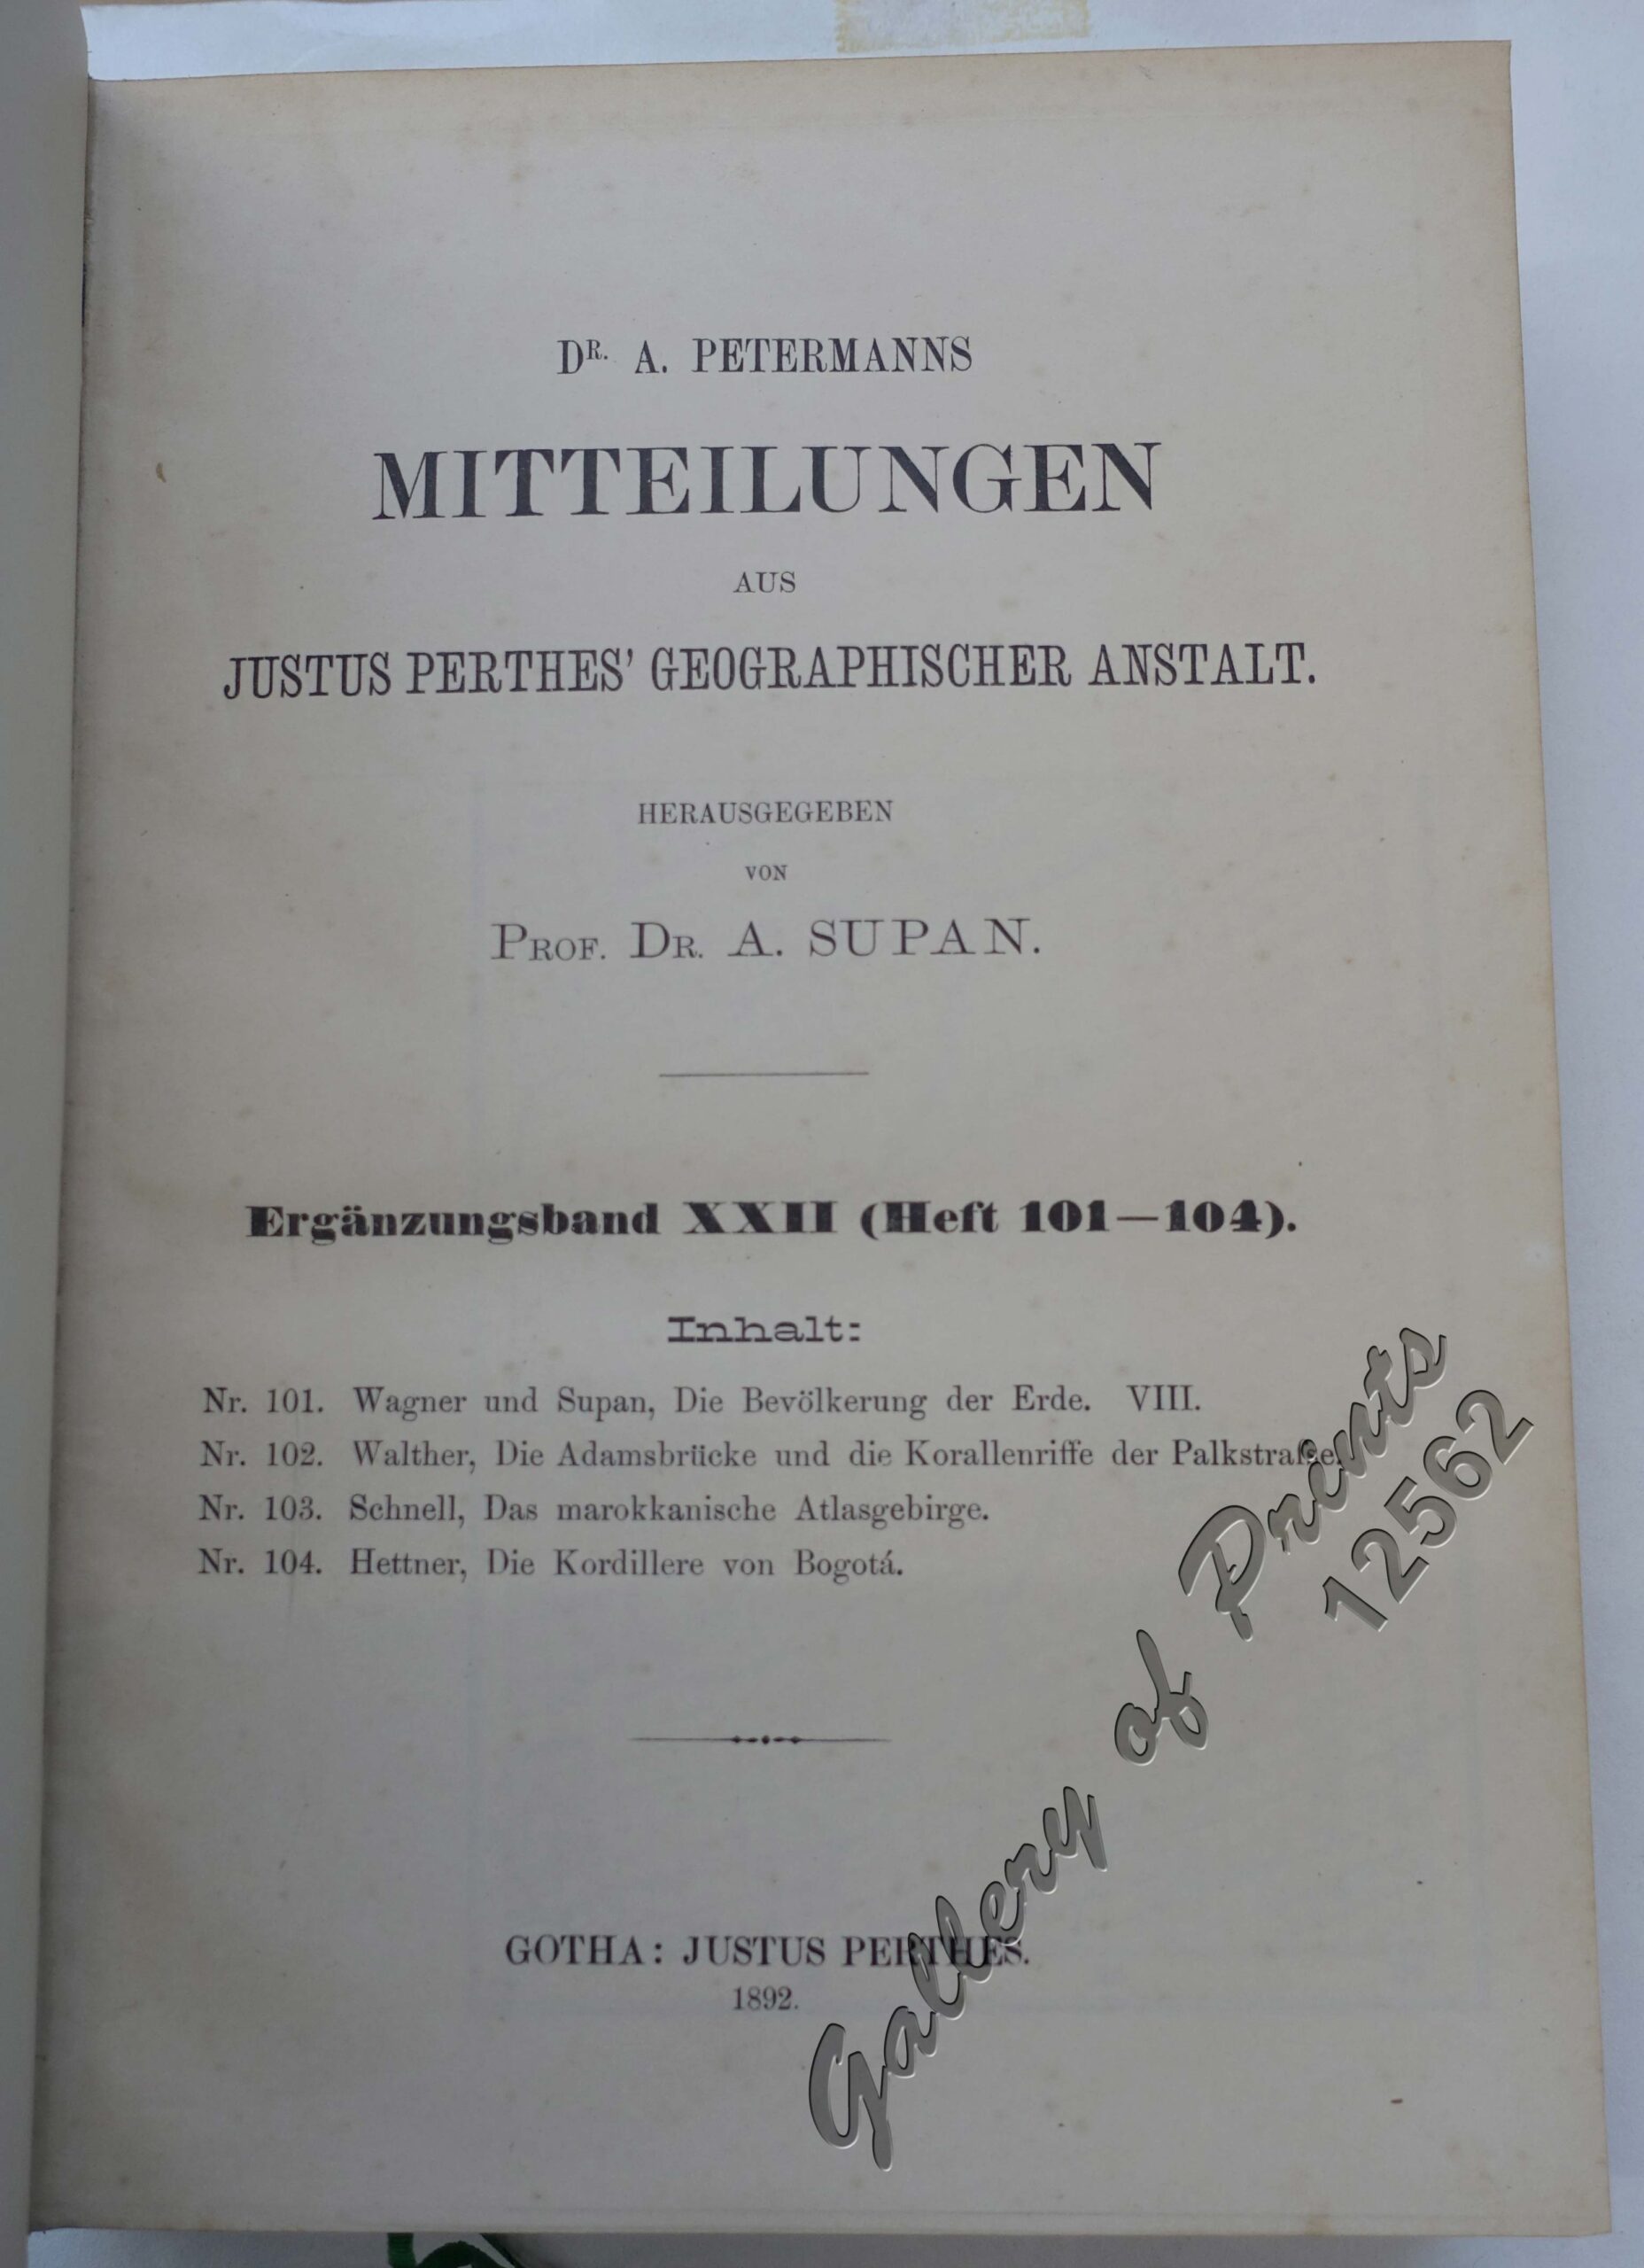 DR. A. PETERMANNS
MITTEILUNGEN
AUS
JUSTUS PERTHES' GEOGRAPHISCHER ANSTALT.
HERAUSGEGEBEN
VON
PROF. DR. A. SUPAN.
Ergänzungsband XXII (Heft 101—104).
Inhalt:
Nr. 101. Wagner und Supan, Die Bevölkerung der Erde. VIII.
Nr. 102. Walther, Die Adamsbrücke und die Korallenriffe der Palkstraße.
Nr. 103. Schnell, Das marokkanische Atlasgebirge.
Nr. 104. Hettner, Die Kordillere von Bogotá.
GOTHA: JUSTUS PERTHES.
1892.
Gallery of Prints
12562